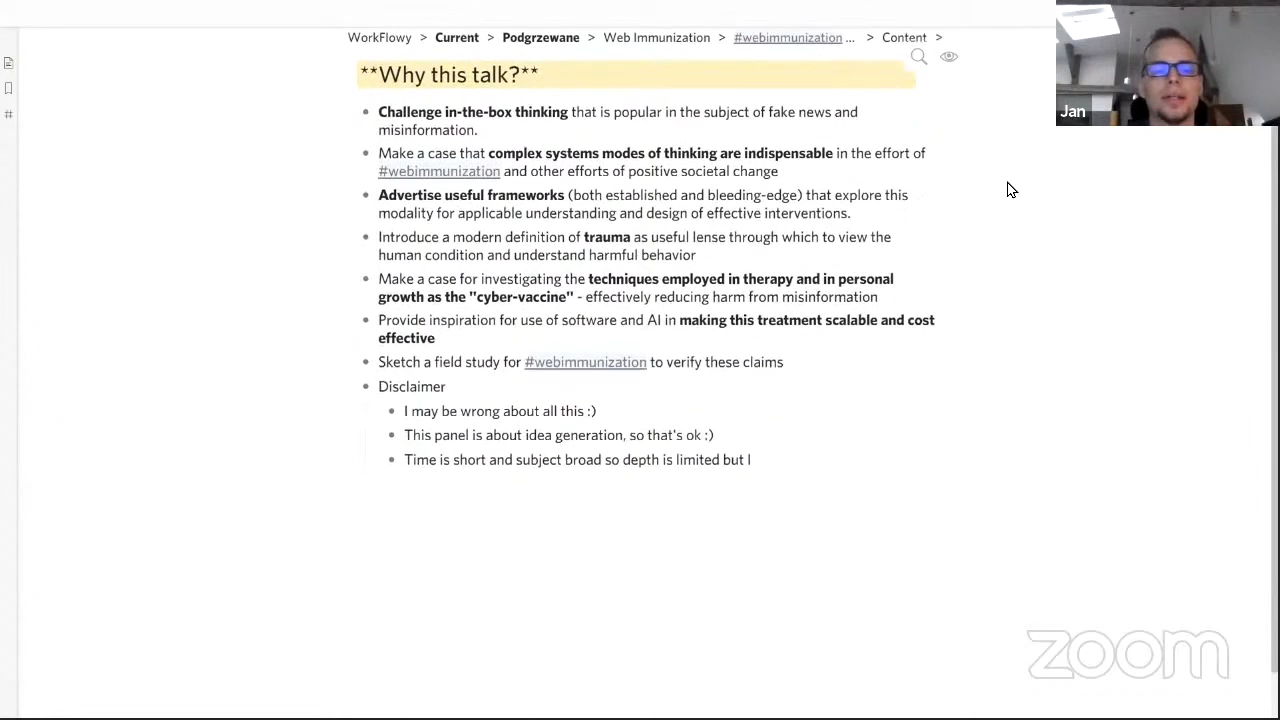 WorkFlowy > Current > Podgrzewane > Web Immunization > #webimmunization ... > Content >
**Why this talk?**
Jan
• Challenge in-the-box thinking that is popular in the subject of fake news and
misinformation.
• Make a case that complex systems modes of thinking are indispensable in the effort of
#webimmunization and other efforts of positive societal change
• Advertise useful frameworks (both established and bleeding-edge) that explore this
modality for applicable understanding and design of effective interventions.
• Introduce a modern definition of trauma as useful lense through which to view the
human condition and understand harmful behavior
• Make a case for investigating the techniques employed in therapy and in personal
growth as the "cyber-vaccine" - effectively reducing harm from misinformation
• Provide inspiration for use of software and AI in making this treatment scalable and cost
effective
• Sketch a field study for #webimmunization to verify these claims
• Disclaimer
• I may be wrong about all this :)
• This panel is about idea generation, so that's ok :)
• Time is short and subject broad so depth is limited but I
zoom